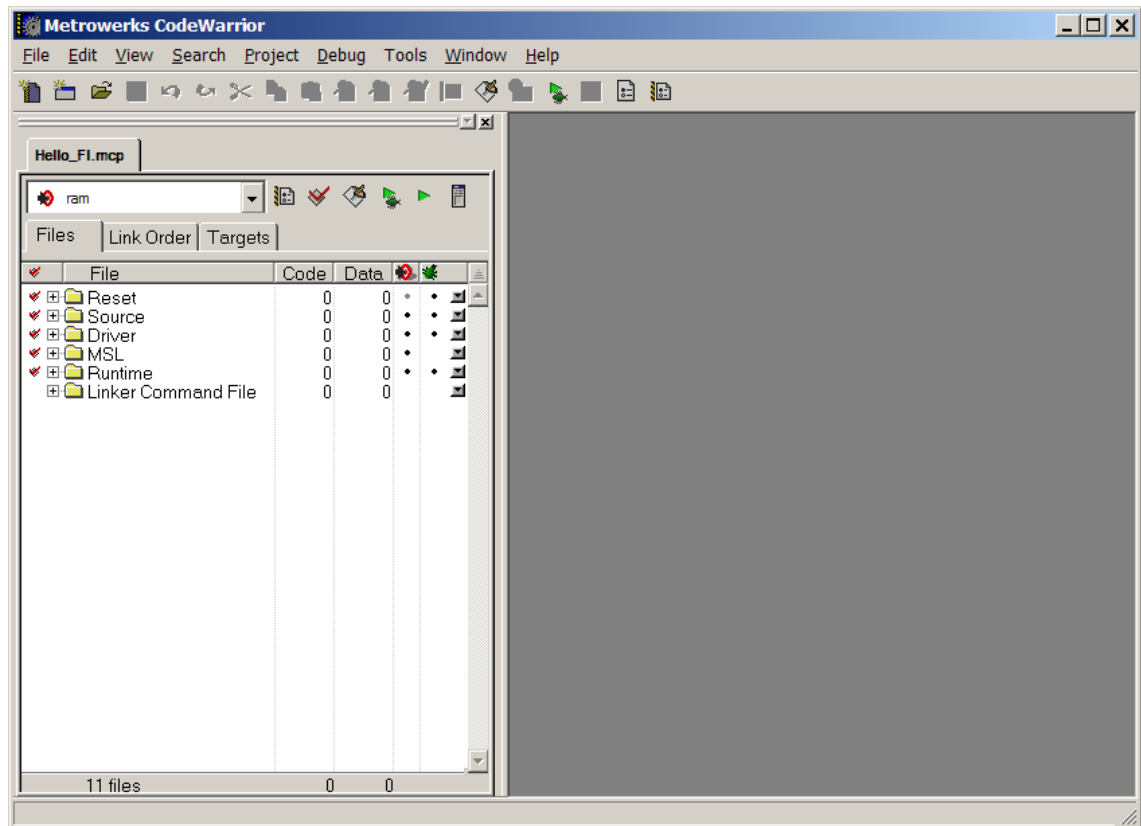 Metrowerks CodeWarrior
File Edit View Search Project Debug Tools Window Help
Hello_FI.mcp
ram
Files Link Order Targets
File Code Data
Reset 0 0
Source 0 0
Driver 0 0
MSL 0 0
Runtime 0 0
Linker Command File 0 0
11 files 0 0